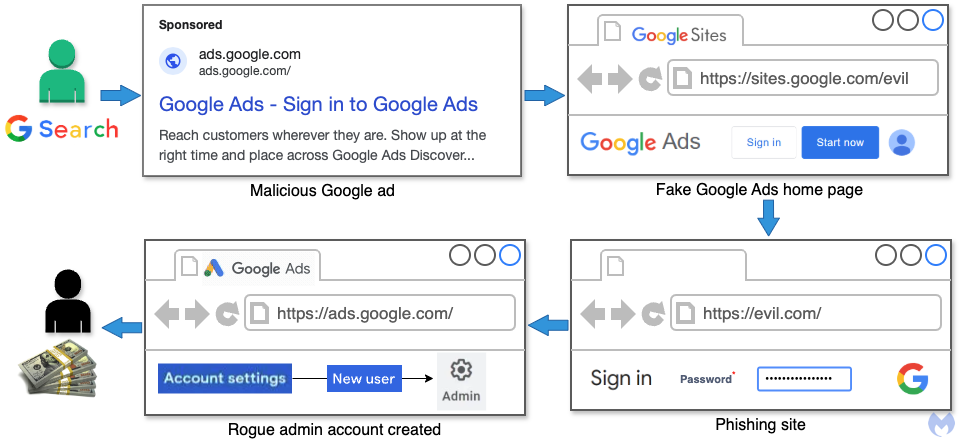 Sponsored
ads.google.com
ads.google.com/
Google Ads - Sign in to Google Ads
Reach customers wherever they are. Show up at the
right time and place across Google Ads Discover...
Malicious Google ad
G Search
Google Sites
https://sites.google.com/evil
Google Ads
Sign in
Start now
Fake Google Ads home page
Google Ads
https://ads.google.com/
Account settings
New user
Admin
Rogue admin account created
https://evil.com/
Sign in
Password*
G
Phishing site